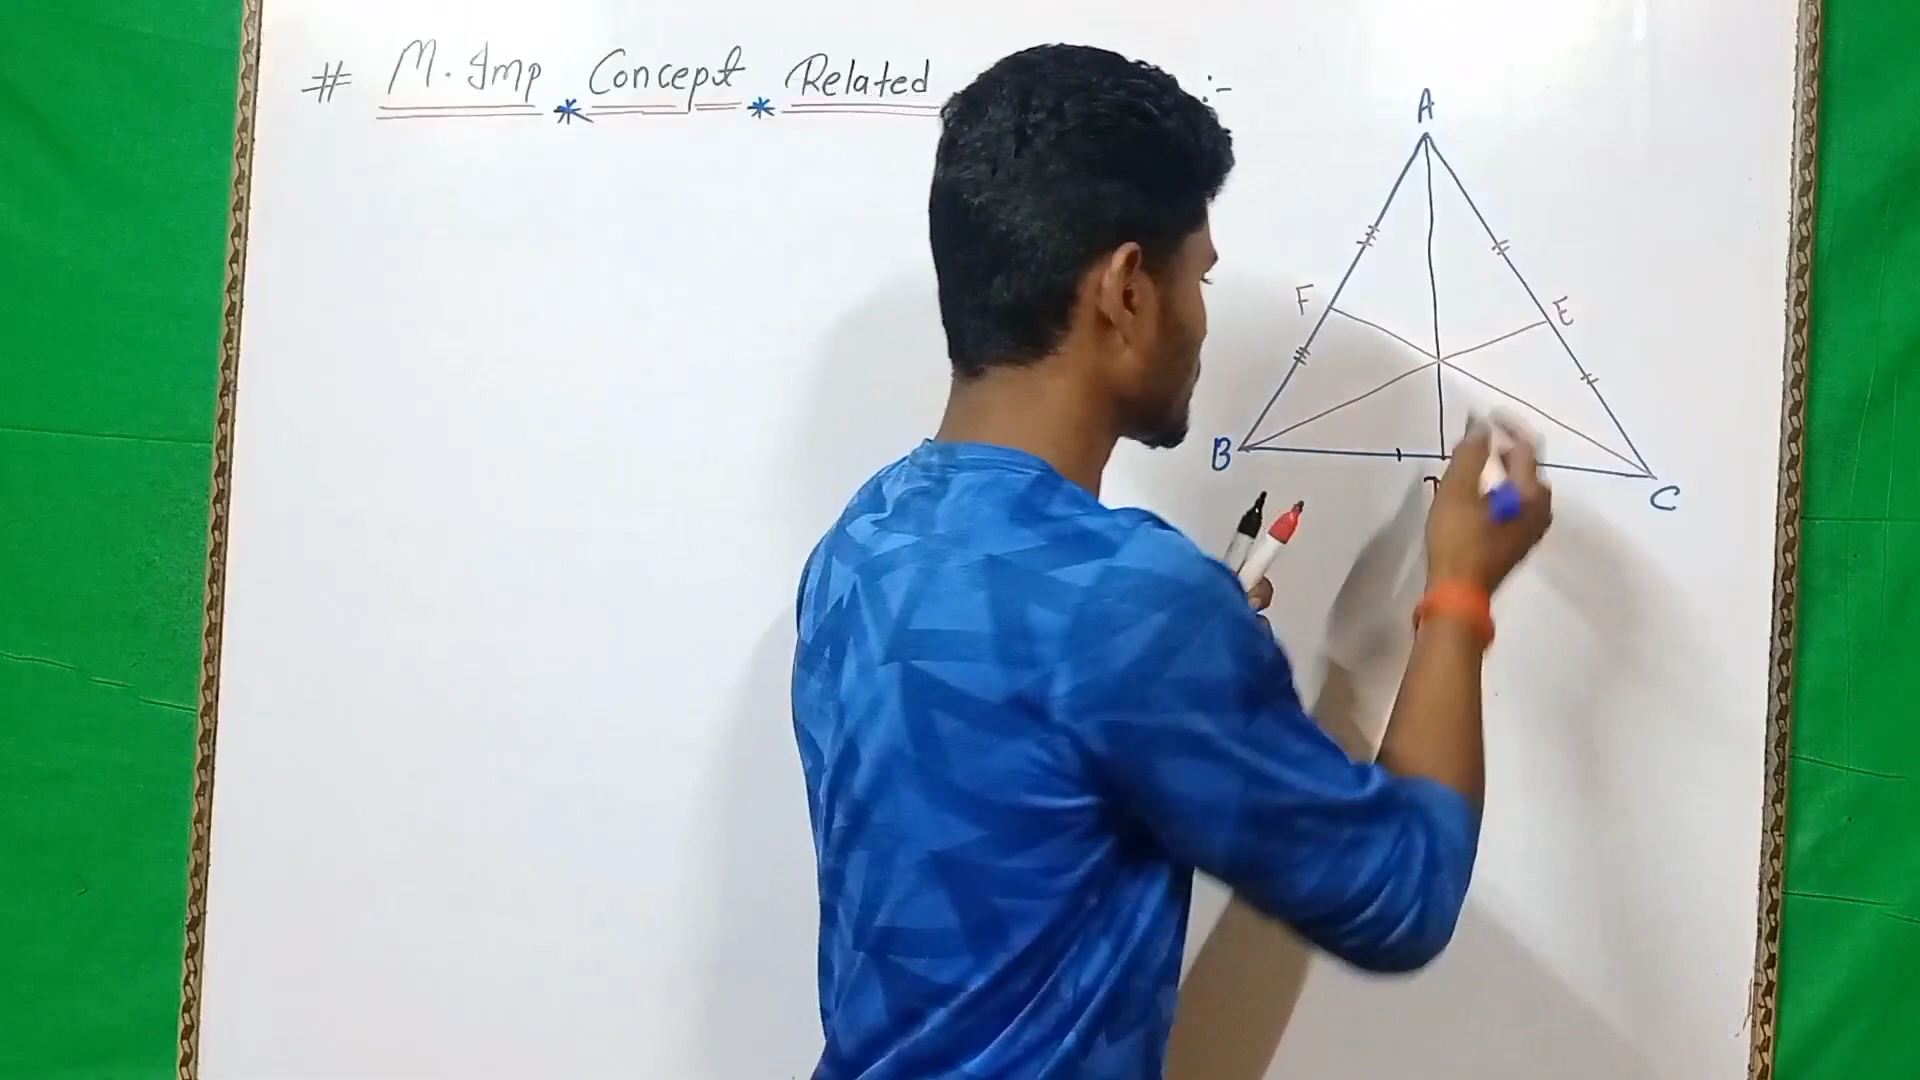 # M. Imp * Concept * Related :-
A
F
E
B
C